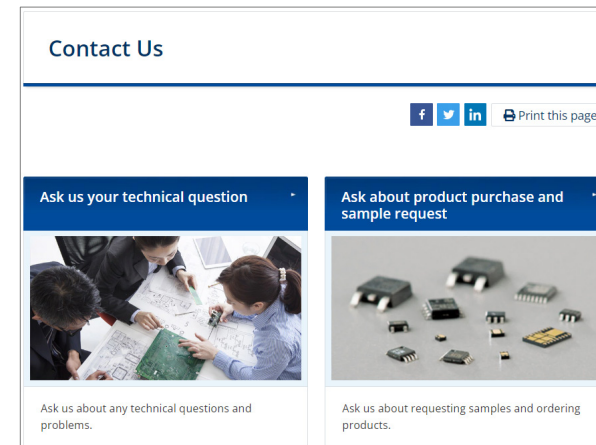 Contact Us
Print this page
Ask us your technical question
Ask about product purchase and
sample request
Ask us about any technical questions and
problems.
Ask us about requesting samples and ordering
products.